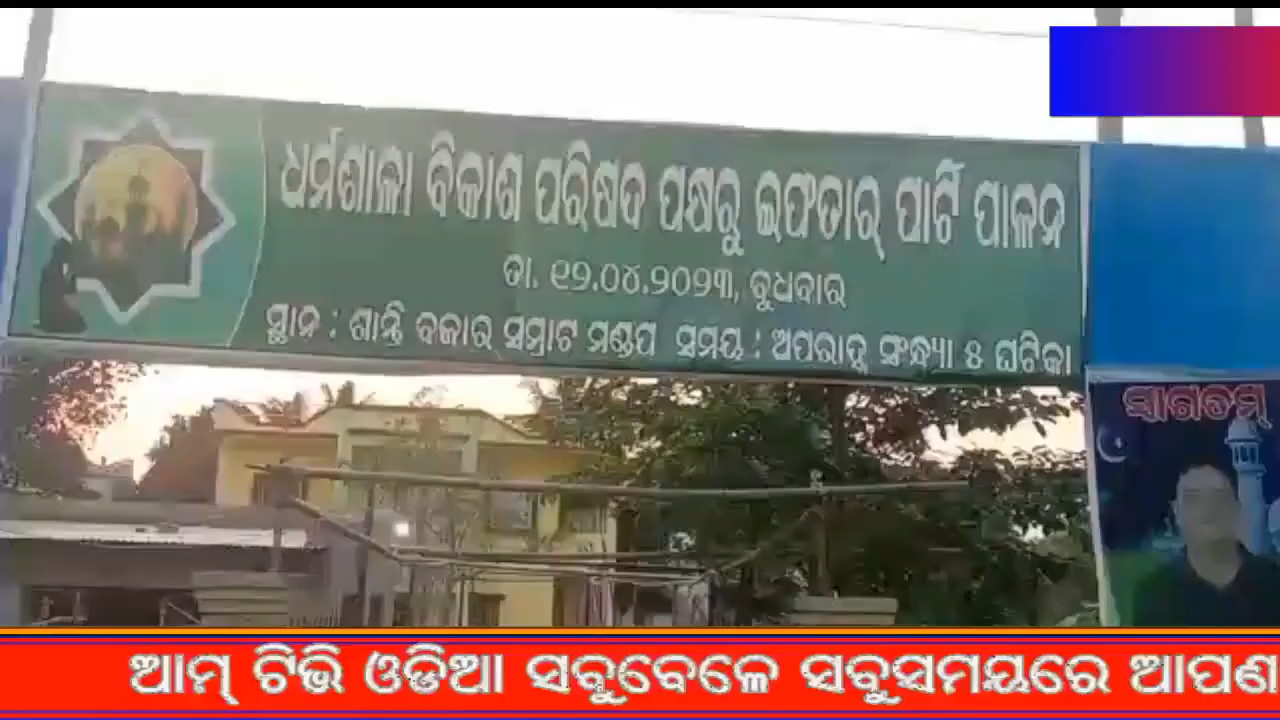 ଧର୍ମଶାଳା ବିକାଶ ପରିଷଦ ପକ୍ଷରୁ ଇଫତାର୍ ପାର୍ଟି ପାଳନ
ତା. ୧୨.୦୪.୨୦୨୩, ବୁଧବାର
ସ୍ଥାନ : ଶାନ୍ତି ବଜାର ସମ୍ରାଟ ମଣ୍ଡପ ସମୟ : ଅପରାହ୍ନ ସଂନ୍ଧ୍ୟା ୫ ଘଟିକା
ସ୍ୱାଗତମ୍
ଆମ୍ ଟିଭି ଓଡିଆ ସବୁବେଳେ ସବୁସମୟରେ ଆପଣ